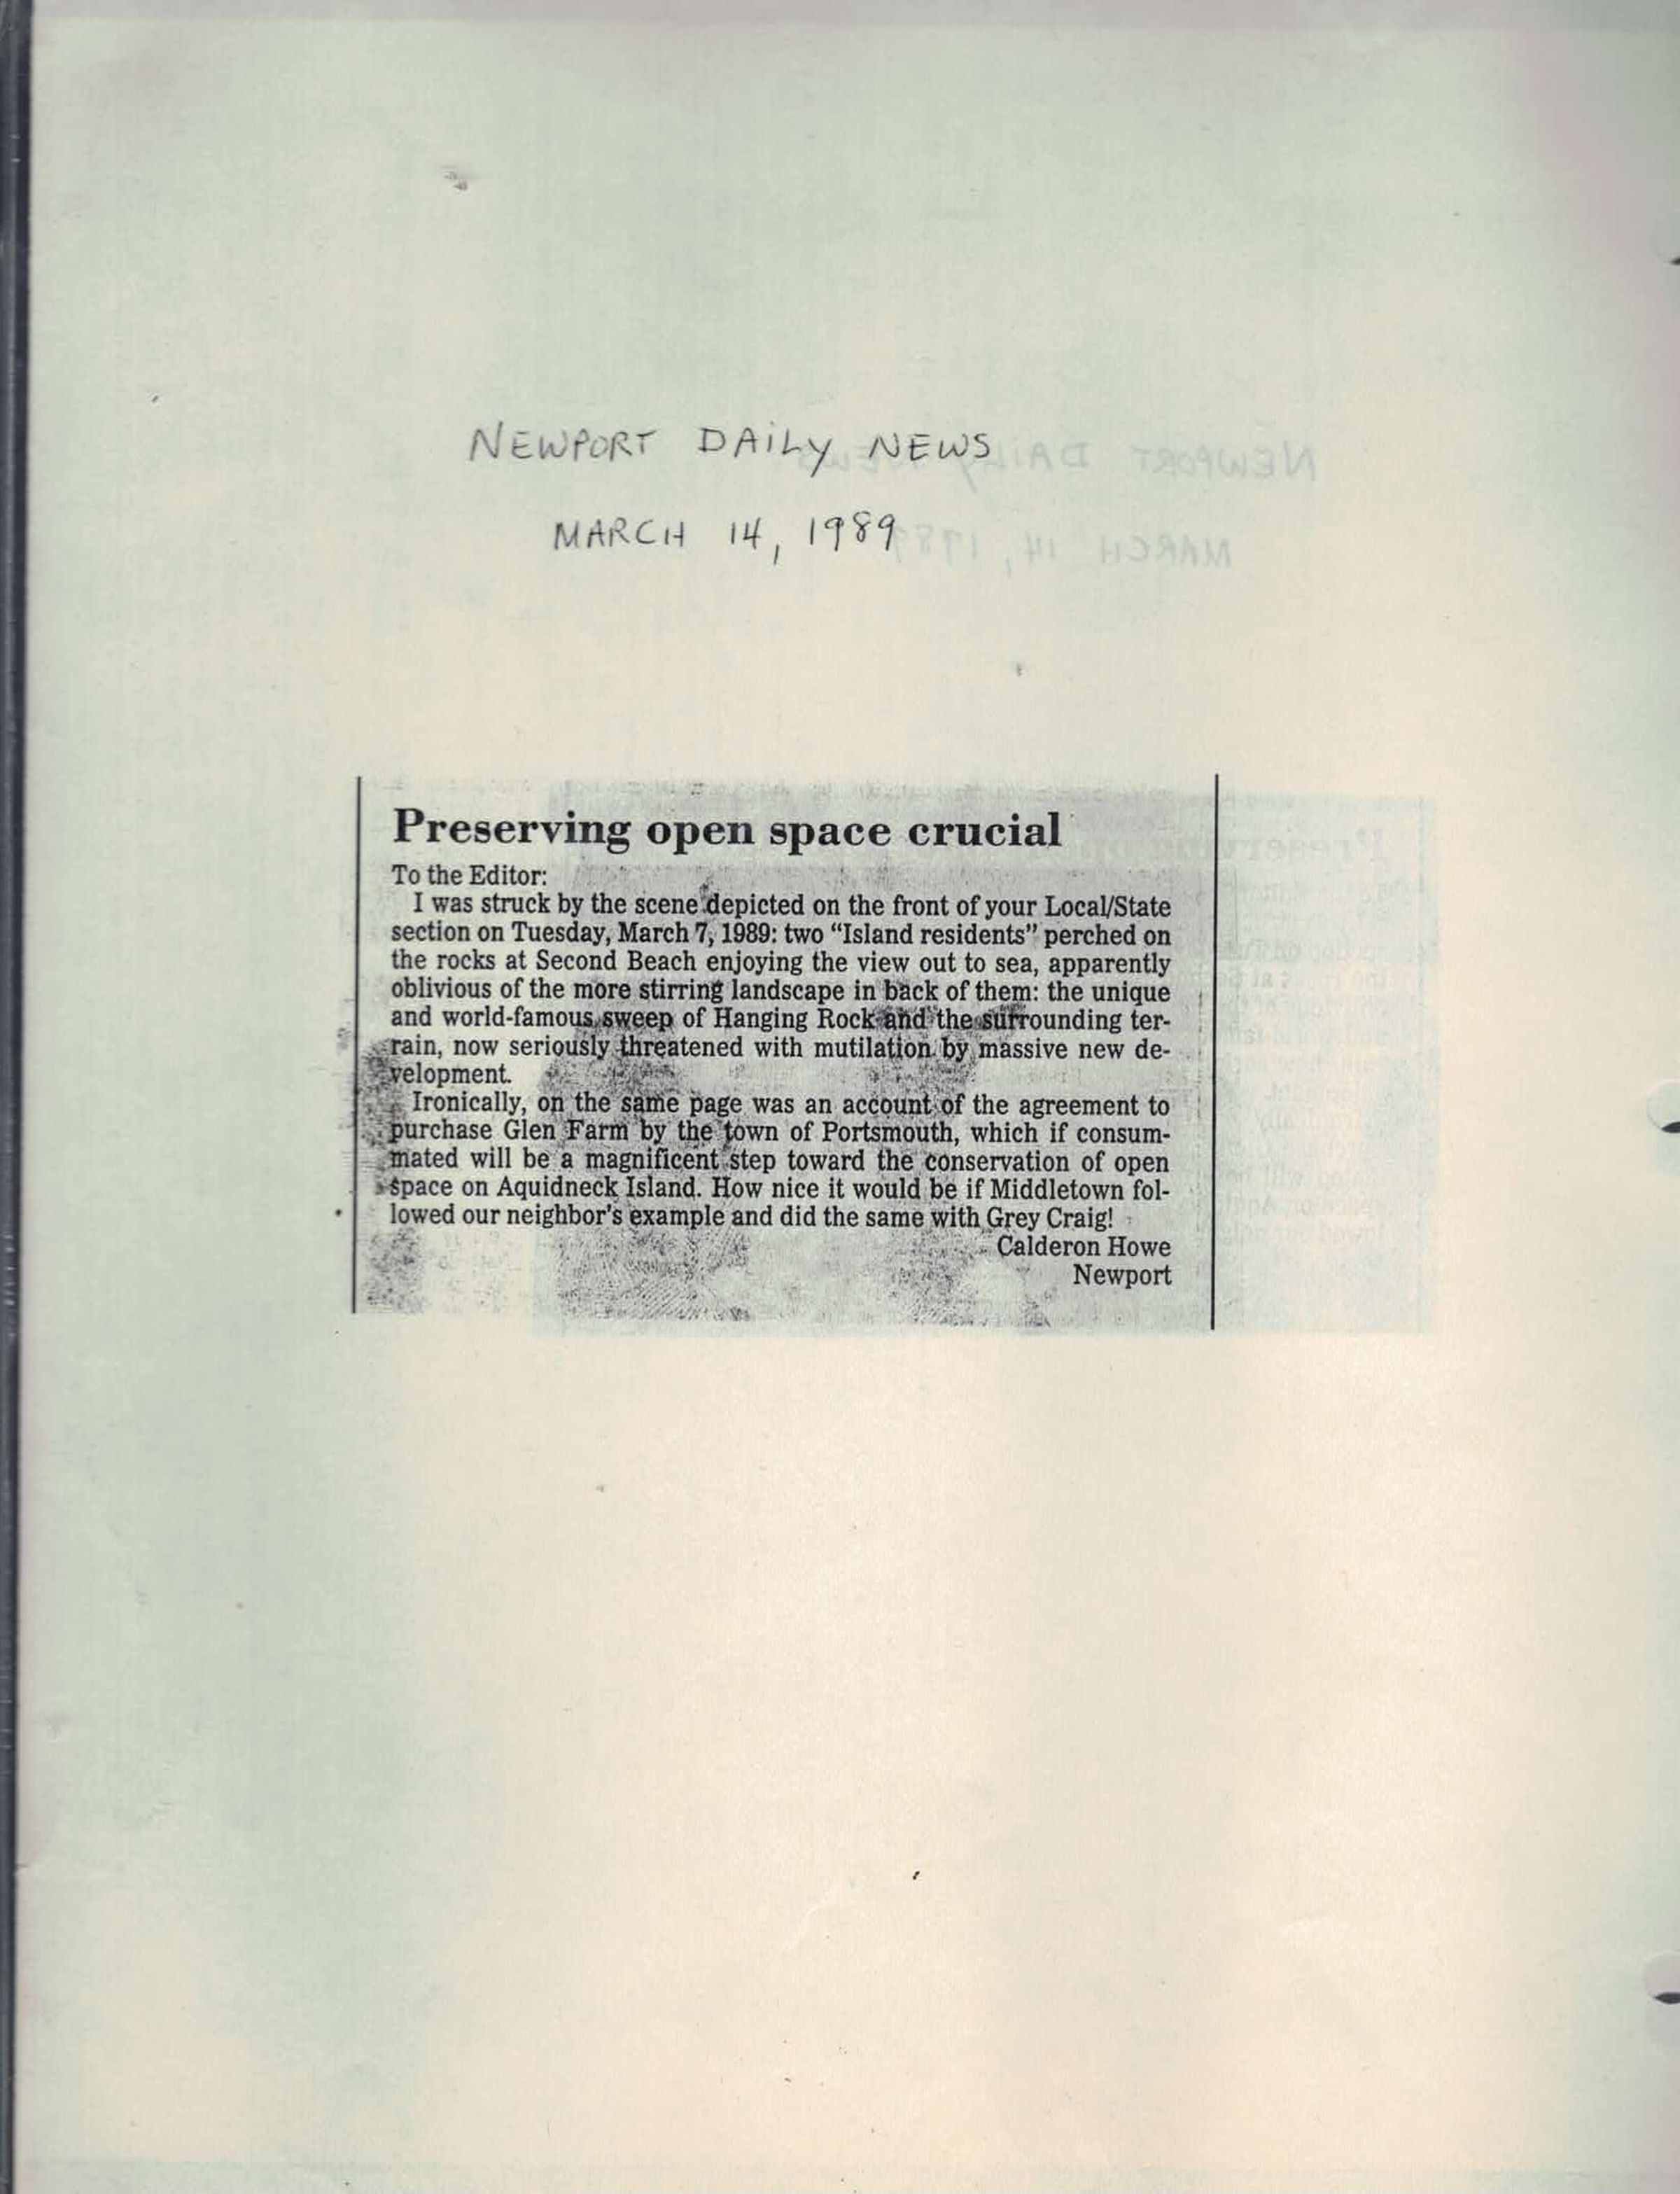 NEWPORT DAILY NEWS
MARCH 14, 1989
Preserving open space crucial
To the Editor:
I was struck by the scene depicted on the front of your Local/State
section on Tuesday, March 7, 1989: two “Island residents” perched on
the rocks at Second Beach enjoying the view out to sea, apparently
oblivious of the more stirring landscape in back of them: the unique
and world-famous sweep of Hanging Rock and the surrounding ter-
rain, now seriously threatened with mutilation by massive new de-
velopment.
Ironically, on the same page was an account of the agreement to
purchase Glen Farm by the town of Portsmouth, which if consum-
mated will be a magnificent step toward the conservation of open
space on Aquidneck Island. How nice it would be if Middletown fol-
lowed our neighbor's example and did the same with Grey Craig!
Calderon Howe
Newport